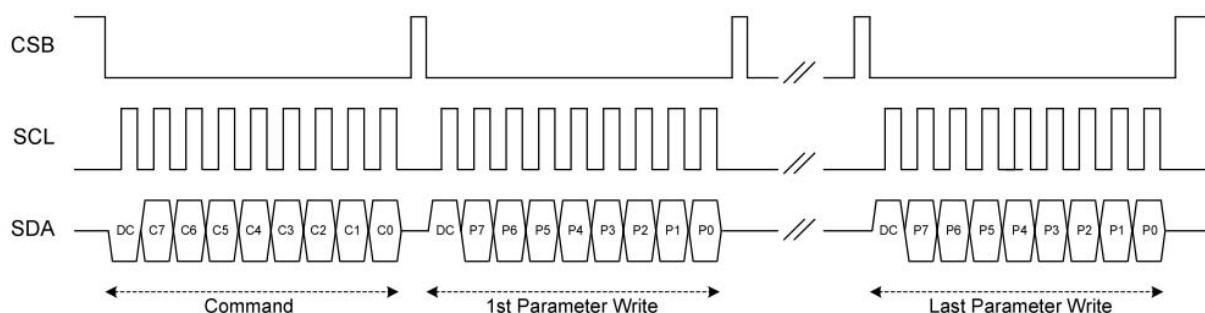 CSB
SCL
SDA DC C7 C6 C5 C4 C3 C2 C1 C0 DC P7 P6 P5 P4 P3 P2 P1 P0 DC P7 P6 P5 P4 P3 P2 P1 P0
Command 1st Parameter Write Last Parameter Write